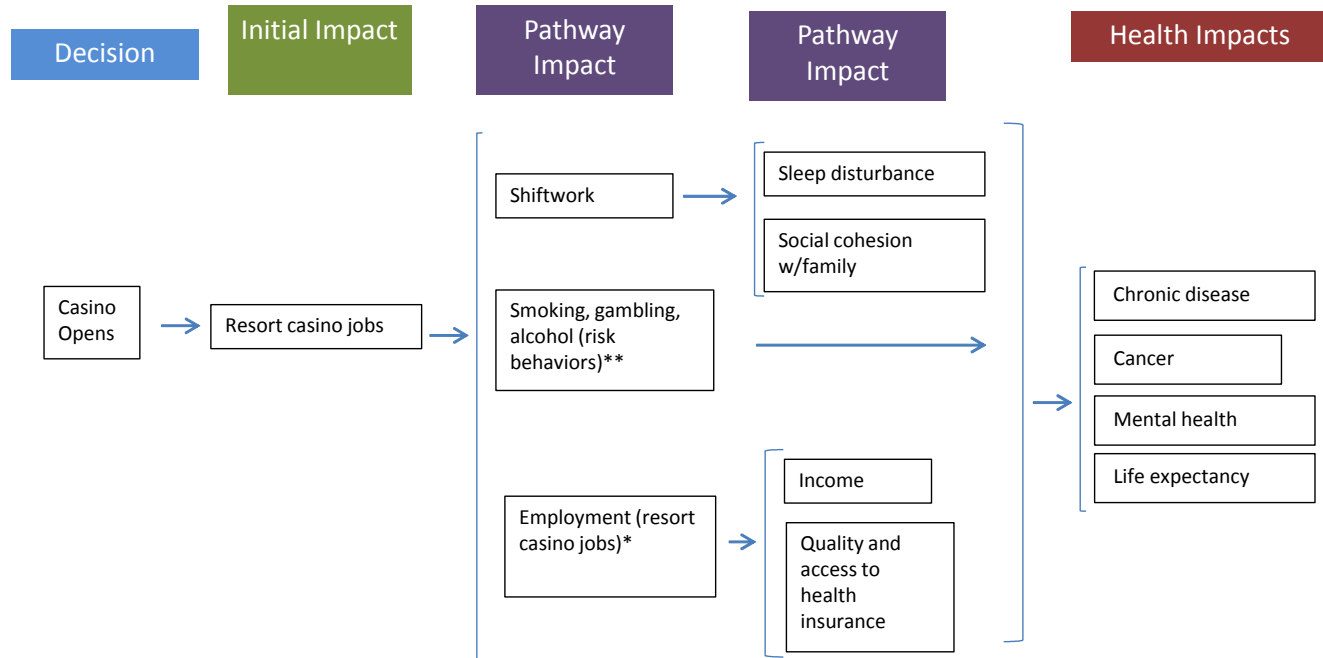 Decision
Initial Impact
Pathway
Impact
Pathway
Impact
Health Impacts
Casino
Opens
Resort casino jobs
Shiftwork
Smoking, gambling,
alcohol (risk
behaviors)**
Employment (resort
casino jobs)*
Sleep disturbance
Social cohesion
w/family
Income
Quality and
access to
health
insurance
Chronic disease
Cancer
Mental health
Life expectancy